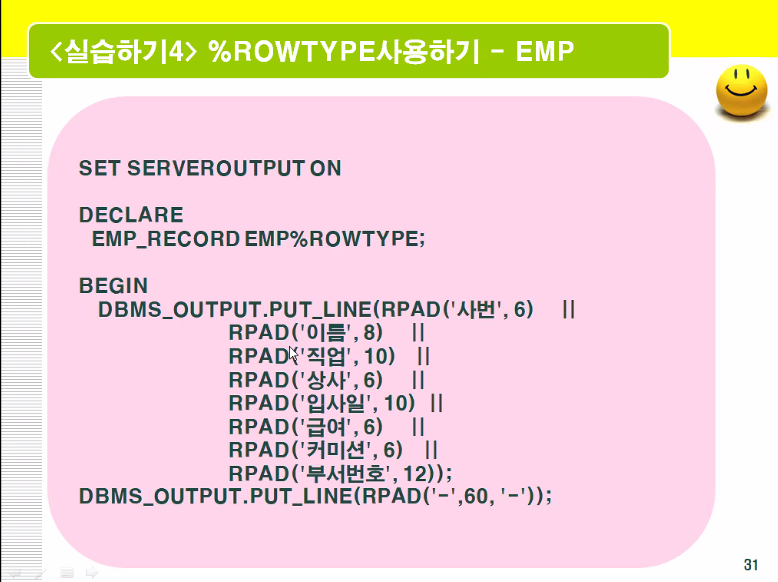 <실습하기4> %ROWTYPE사용하기 - EMP
SET SERVEROUTPUT ON
DECLARE
EMP_RECORD EMP%ROWTYPE;
BEGIN
DBMS_OUTPUT.PUT_LINE(RPAD('사번', 6) ||
RPAD('이름', 8) ||
RPAD('직업', 10) ||
RPAD('상사', 6) ||
RPAD('입사일', 10) ||
RPAD('급여', 6) ||
RPAD('커미션', 6) ||
RPAD('부서번호', 12));
DBMS_OUTPUT.PUT_LINE(RPAD('-',60, '-'));
31